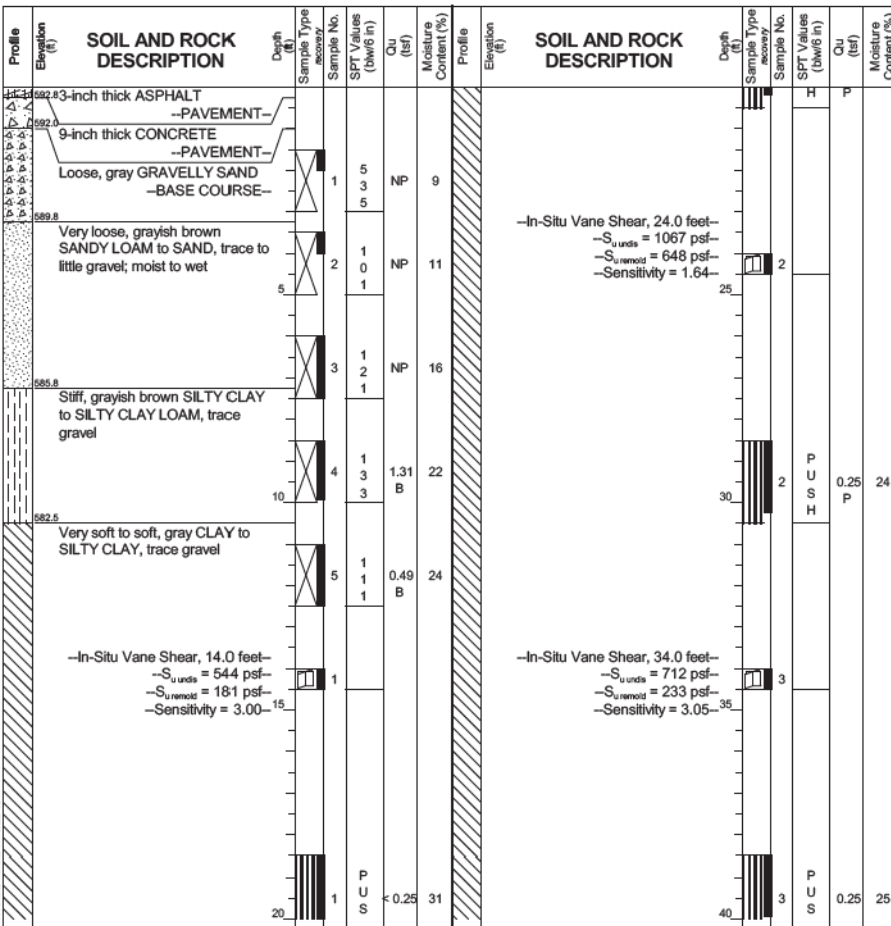 Profile
Elevation (ft)
SOIL AND ROCK DESCRIPTION
Depth (ft)
Sample Type
recovery
Sample No.
SPT Values (blw/6 in)
Qu (tsf)
Moisture Content (%)
592.8 3-inch thick ASPHALT
--PAVEMENT--
592.0
9-inch thick CONCRETE
--PAVEMENT--
Loose, gray GRAVELLY SAND
--BASE COURSE--
1
5
3
5
NP
9
589.8
Very loose, grayish brown
SANDY LOAM to SAND, trace to
little gravel; moist to wet
2
1
0
1
NP
11
5
3
1
2
1
NP
16
585.8
Stiff, grayish brown SILTY CLAY
to SILTY CLAY LOAM, trace
gravel
4
1
3
3
1.31
B
22
10
582.5
Very soft to soft, gray CLAY to
SILTY CLAY, trace gravel
5
1
1
1
0.49
B
24
--In-Situ Vane Shear, 14.0 feet--
--Su undis = 544 psf--
--Su remold = 181 psf--
--Sensitivity = 3.00--
1
15
1
P
U
S
< 0.25
31
20
Profile
Elevation (ft)
SOIL AND ROCK DESCRIPTION
Depth (ft)
Sample Type
recovery
Sample No.
SPT Values (blw/6 in)
Qu (tsf)
Moisture Content (%)
H
P
--In-Situ Vane Shear, 24.0 feet--
--Su undis = 1067 psf--
--Su remold = 648 psf--
--Sensitivity = 1.64--
2
25
2
P
U
S
H
0.25
P
24
30
--In-Situ Vane Shear, 34.0 feet--
--Su undis = 712 psf--
--Su remold = 233 psf--
--Sensitivity = 3.05--
3
35
3
P
U
S
0.25
25
40